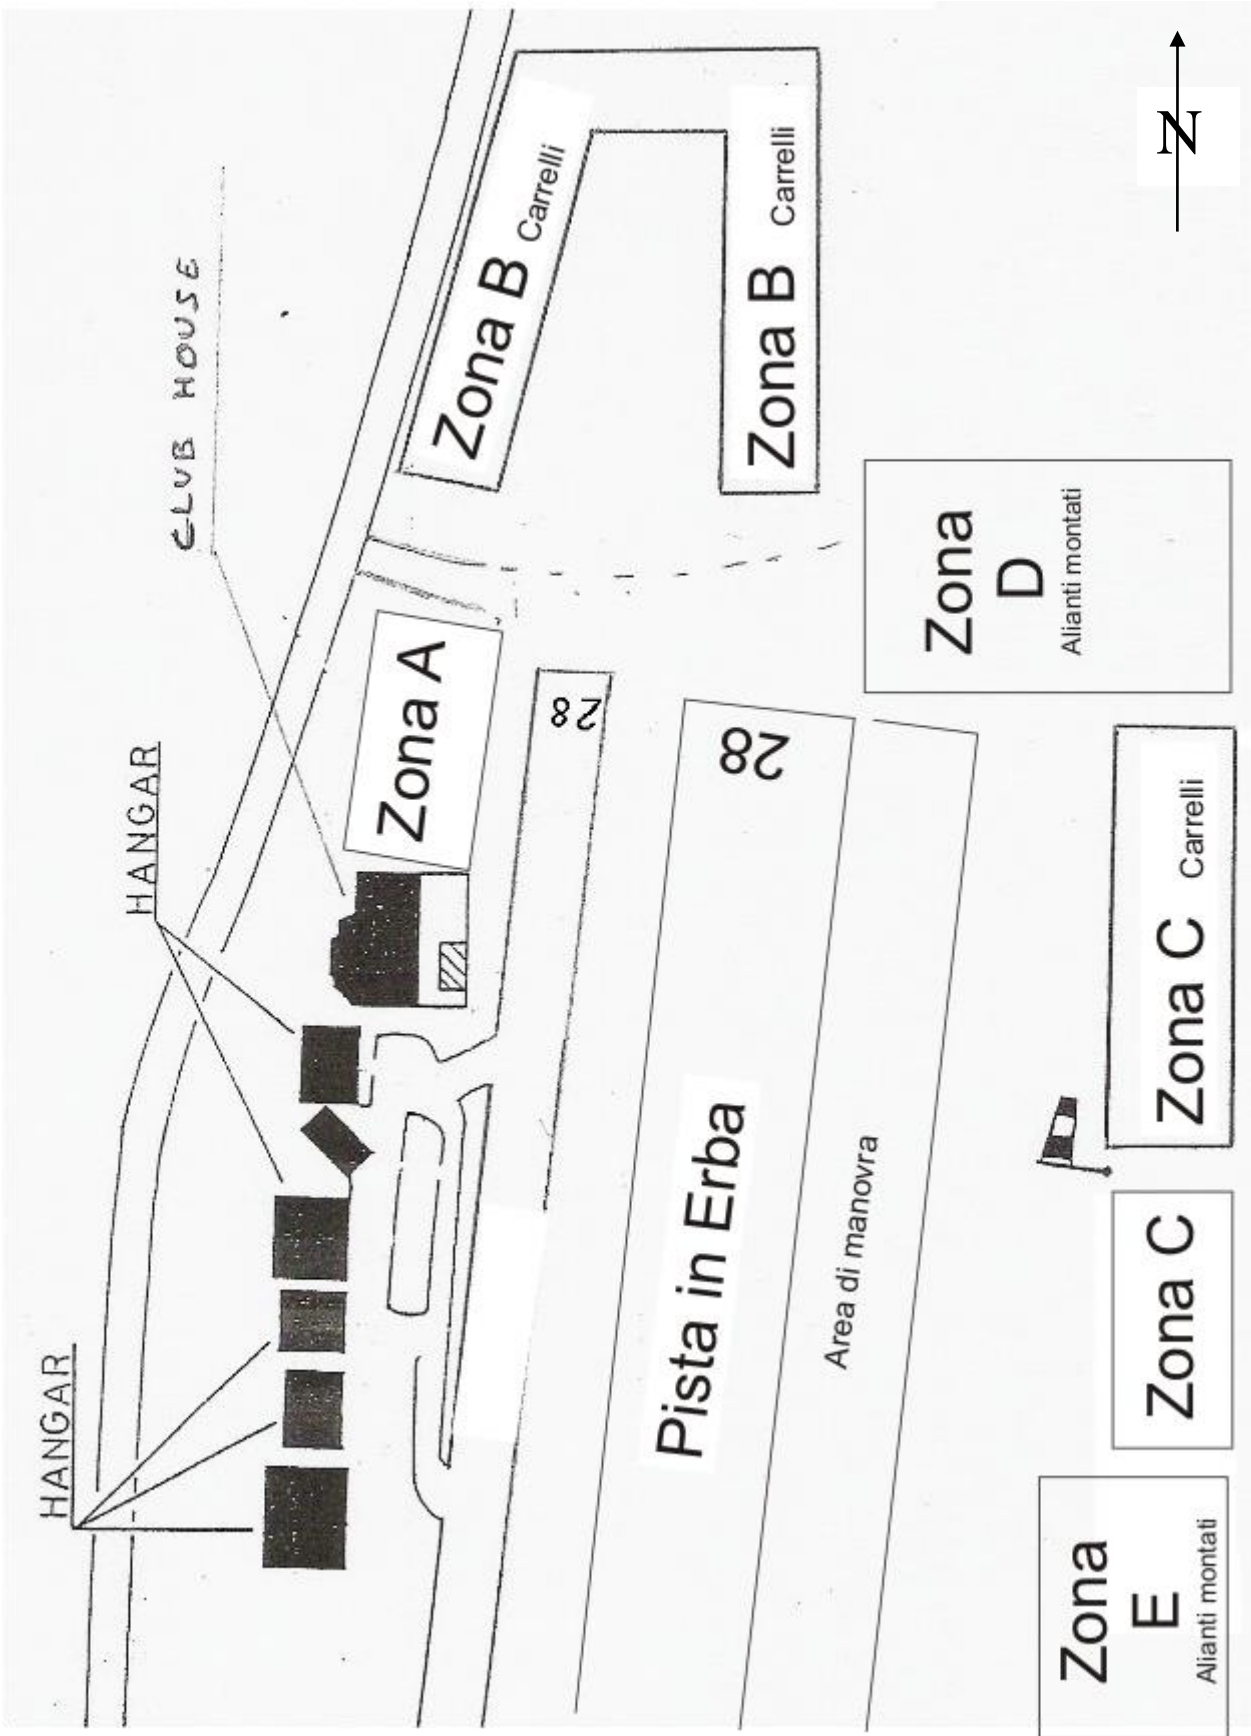 N
CLUB HOUSE
Zona B Carrelli
Zona B Carrelli
HANGAR
Zona A
28
28
Zona
D
Alianti montati
HANGAR
Pista in Erba
Area di manovra
Zona C Carrelli
Zona C
Zona
E
Alianti montati